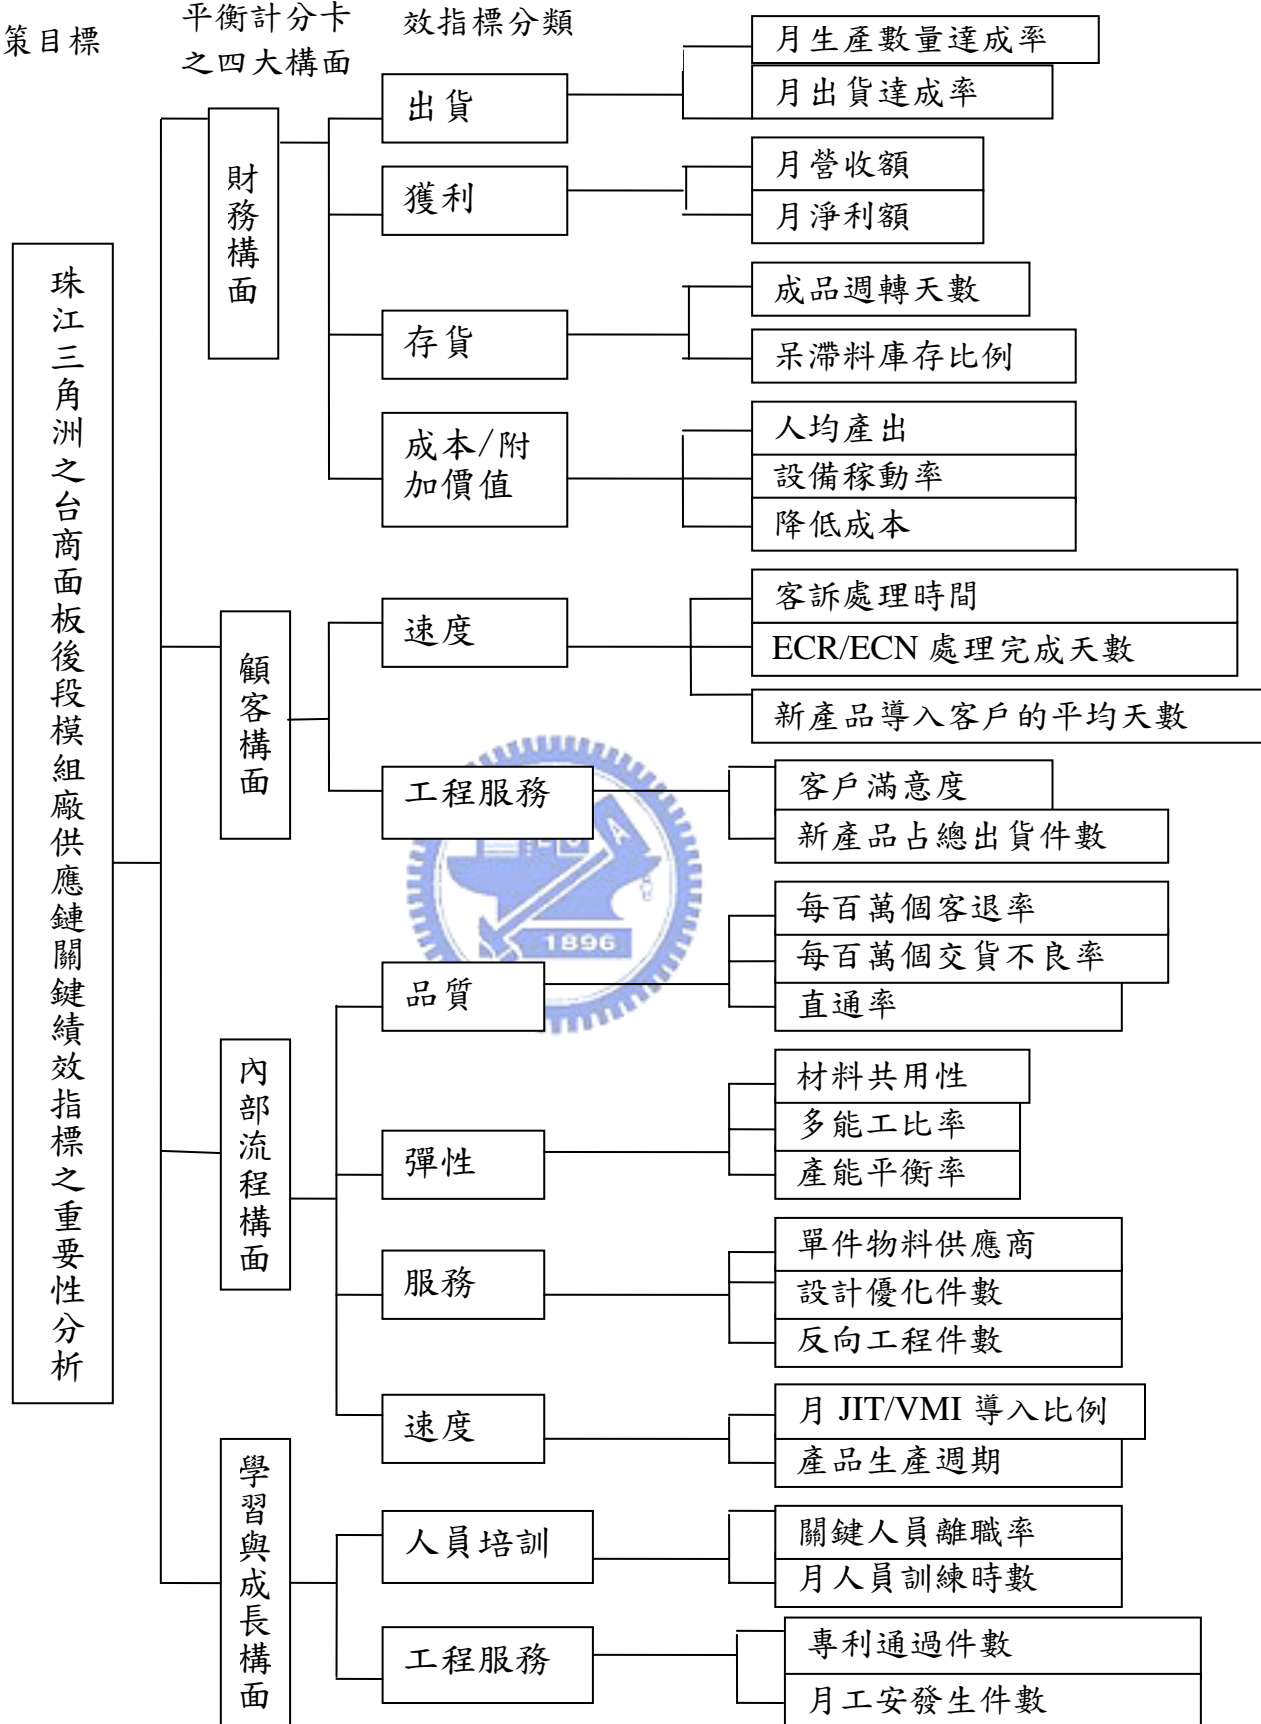 策目標
平衡計分卡
之四大構面
效指標分類
珠江三角洲之台商面板後段模組廠供應鏈關鍵績效指標之重要性分析
財務構面
出貨
月生產數量達成率
月出貨達成率
獲利
月營收額
月淨利額
存貨
成品週轉天數
呆滯料庫存比例
成本/附
加價值
人均產出
設備稼動率
降低成本
顧客構面
速度
客訴處理時間
ECR/ECN 處理完成天數
新產品導入客戶的平均天數
工程服務
客戶滿意度
新產品占總出貨件數
1896
內部流程構面
品質
每百萬個客退率
每百萬個交貨不良率
直通率
彈性
材料共用性
多能工比率
產能平衡率
服務
單件物料供應商
設計優化件數
反向工程件數
速度
月 JIT/VMI 導入比例
產品生產週期
學習與成長構面
人員培訓
關鍵人員離職率
月人員訓練時數
工程服務
專利通過件數
月工安發生件數